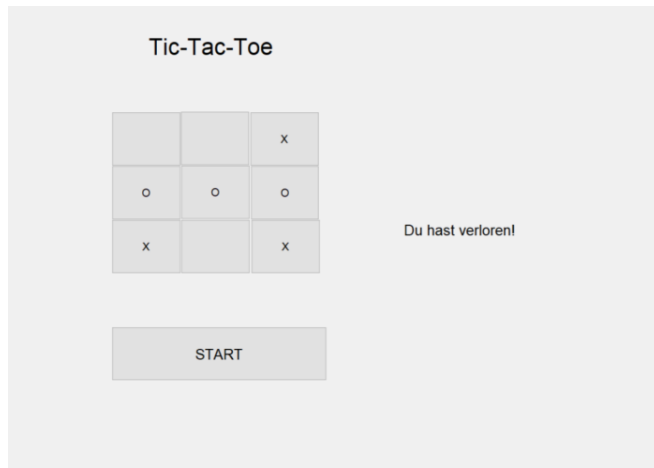 Tic-Tac-Toe
x
o o o
Du hast verloren!
x x
START